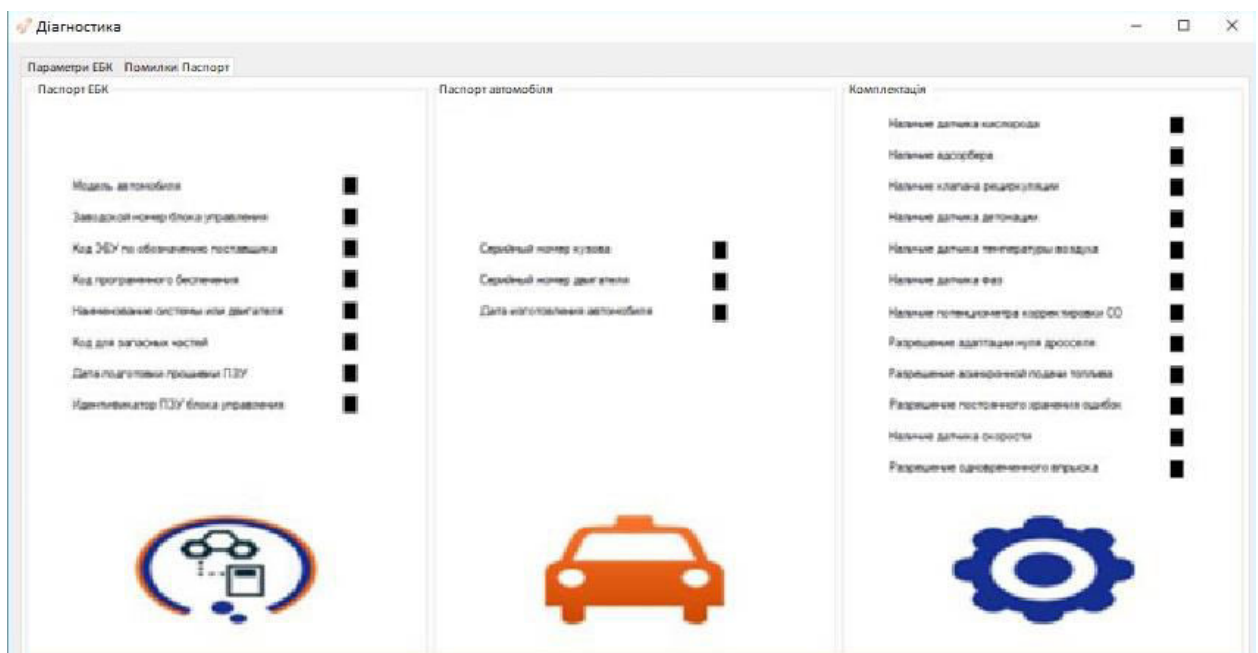 Діагностика
Параметри ЕБК Помилки Паспорт
Паспорт ЕБК
Модель автомобиля
Заводской номер блока управления
Код ЭБУ по обозначению поставщика
Код програменного беспечения
Наименование системы или двигателя
Код для запасных частей
Дата подготовки прошивки ПЗУ
Идентификатор ПЗУ блока управления
Паспорт автомобіля
Серийный номер кузова
Серийный номер двигателя
Дата изготовления автомобиля
Комплектація
Наличие датчика кислорода
Наличие адсорбера
Наличие клапана рециркуляции
Наличие датчика детонации
Наличие датчика температуры воздуха
Наличие датчика фаз
Наличие потенциометра корректировки СО
Разрешение адаптации нуля дросселя
Разрешение асинхронной подачи топлива
Разрешение постоянного хранения ошибок
Наличие датчика скорости
Разрешение одновременного впрыска